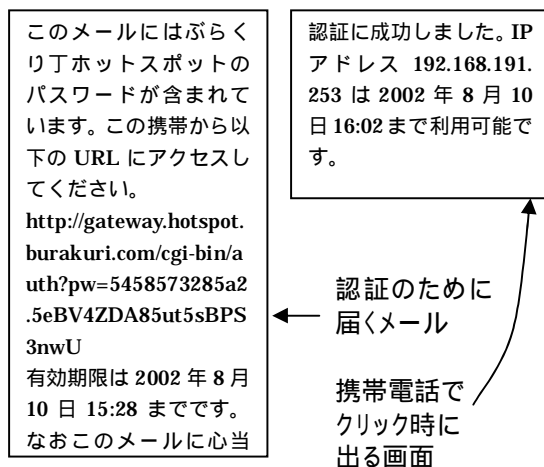 このメールにはぶらく
り丁ホットスポットの
パスワードが含まれて
います。この携帯から以
下の URL にアクセスし
てください。
http://gateway.hotspot.
burakuri.com/cgi-bin/a
uth?pw=5458573285a2
.5eBV4ZDA85ut5sBPS
3nwU
有効期限は 2002 年 8 月
10 日 15:28 までです。
なおこのメールに心当
認証に成功しました。IP
アドレス 192.168.191.
253 は 2002 年 8 月 10
日 16:02 まで利用可能で
す。
認証のために
届くメール
携帯電話で
クリック時に
出る画面